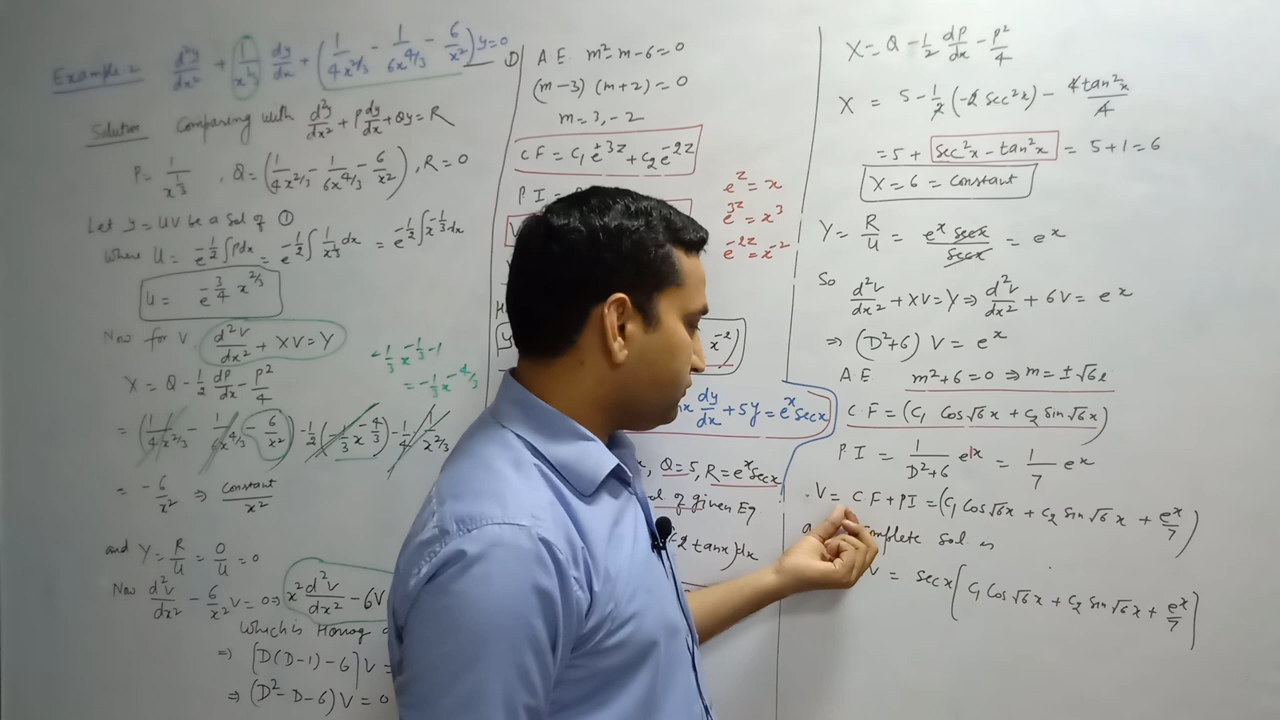 Example 2 d²y/dx² + 1/x^1/3 dy/dx + (1/4x^2/3 - 1/6x^4/3 - 6/x²)y=0 — ①
Solution Comparing with d²y/dx² + P dy/dx + Qy = R
P= 1/x^1/3 , Q = (1/4x^2/3 - 1/6x^4/3 - 6/x²) , R=0
Let y = UV be a Sol of ①
where U = e^-1/2 ∫Pdx = e^-1/2 ∫ 1/x^1/3 dx = e^-1/2 ∫x^-1/3 dx
U = e^-3/4 x^2/3
Now for V d²v/dx² + XV=Y
-1/3 x^-1/3-1
= -1/3 x^-4/3
X = Q - 1/2 dP/dx - P²/4
= (1/4x^2/3 - 1/6x^4/3 - 6/x²) - 1/2(-1/3 x^-4/3) - 1/4 1/x^2/3
= -6/x² ⇒ Constant/x²
and Y = R/U = 0/U = 0
Now d²v/dx² - 6/x² V = 0 ⇒ x² d²v/dx² - 6V
Which is Homog
⇒ [D(D-1) - 6]V =
⇒ (D² - D - 6)V = 0
A E m²-m-6=0
(m-3) (m+2) = 0
m = 3, -2
CF = C₁e^+3z + C₂e^-2z
P I =
e^z = x
e^3z = x³
e^-2z = x^-2
x^-2)
dy/dx + 5y = e^x secx
, Q=5, R = e^x secx
of given Eq
-2 tanx)dx
X = Q - 1/2 dP/dx - P²/4
X = 5 - 1/2 (-2 sec²x) - 4tan²x/4
= 5 + sec²x - tan²x = 5+1 = 6
X = 6 = Constant
Y = R/U = e^x secx/secx = e^x
So d²v/dx² + XV = Y ⇒ d²v/dx² + 6V = e^x
⇒ (D²+6) V = e^x
A.E m²+6 = 0 ⇒ m = ±√6 i
C.F = (C₁ Cos√6x + C₂ Sin√6x)
P I = 1/D²+6 e^1x = 1/7 e^x
∴ V = CF + PI = (C₁ Cos√6x + C₂ Sin√6x + e^x/7)
Complete Sol is
V = secx [C₁ Cos√6x + C₂ Sin√6x + e^x/7]